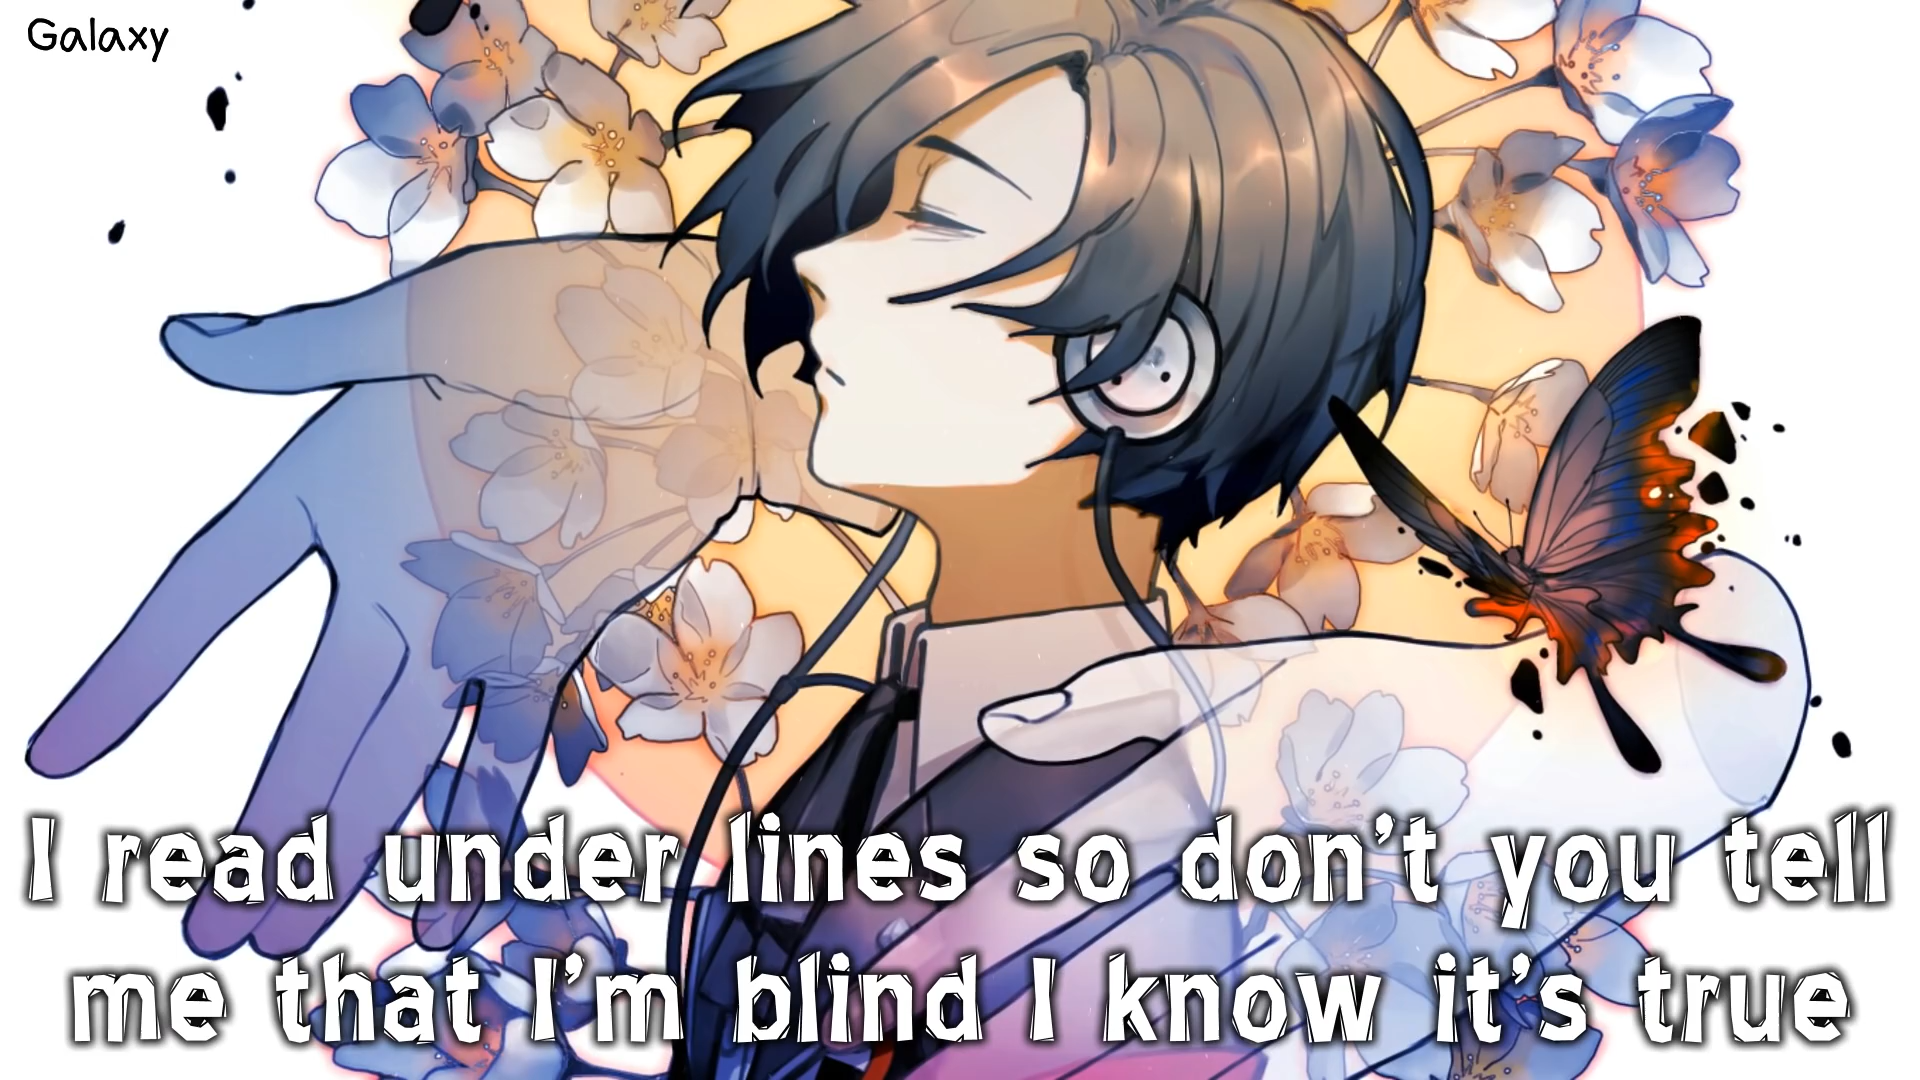 Galaxy
I read under lines so don't you tell
me that I'm blind I know it's true